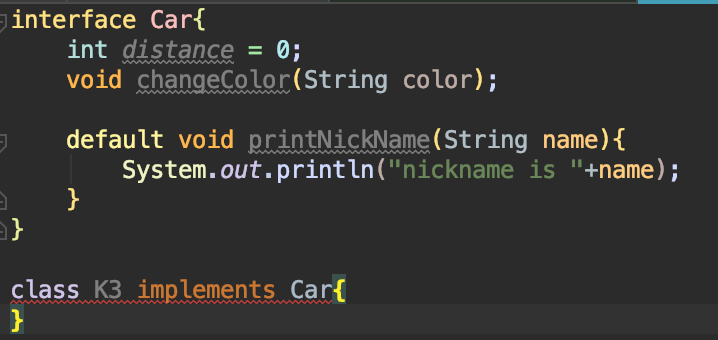 interface Car{
int distance = 0;
void changeColor(String color);
default void printNickName(String name){
System.out.println("nickname is "+name);
}
}
class K3 implements Car{
}